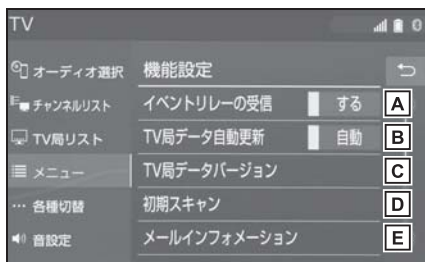 TV
オーディオ選択
チャンネルリスト
TV局リスト
メニュー
各種切替
音設定
機能設定
イベントリレーの受信 する A
TV局データ自動更新 自動 B
TV局データバージョン C
初期スキャン D
メールインフォメーション E